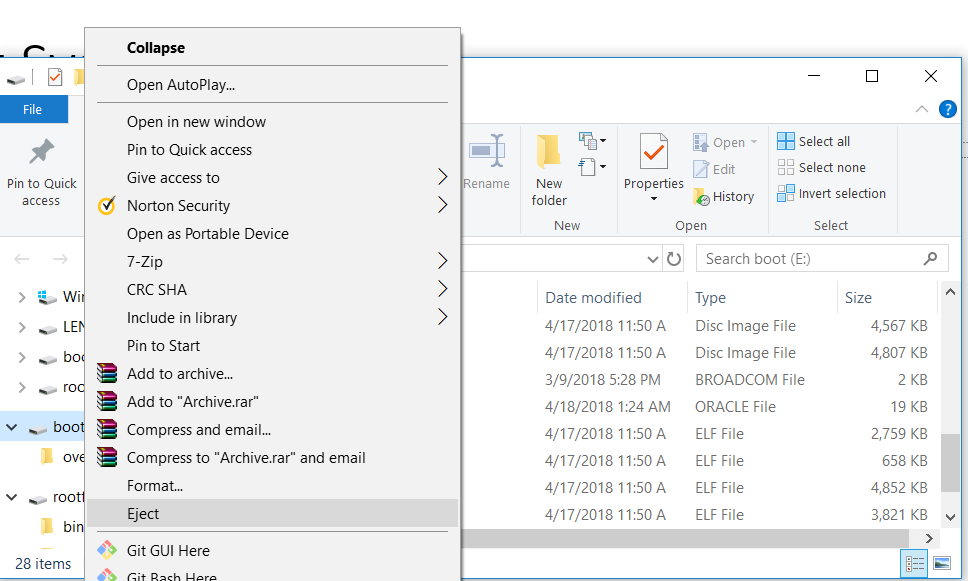 Collapse
Open AutoPlay...
Open in new window
Pin to Quick access
Give access to
Norton Security
Open as Portable Device
7-Zip
CRC SHA
Include in library
Pin to Start
Add to archive...
Add to "Archive.rar"
Compress and email...
Compress to "Archive.rar" and email
Format...
Eject
Git GUI Here
Git Bash Here
File
Pin to Quick
access
Rename
New
folder
New
Properties
Open
Edit
History
Open
Select all
Select none
Invert selection
Select
Search boot (E:)
Win
LEN
boo
roo
boot
ove
rootf
bin
Date modified Type Size
4/17/2018 11:50 A Disc Image File 4,567 KB
4/17/2018 11:50 A Disc Image File 4,807 KB
3/9/2018 5:28 PM BROADCOM File 2 KB
4/18/2018 1:24 AM ORACLE File 19 KB
4/17/2018 11:50 A ELF File 2,759 KB
4/17/2018 11:50 A ELF File 658 KB
4/17/2018 11:50 A ELF File 4,852 KB
4/17/2018 11:50 A ELF File 3,821 KB
28 items